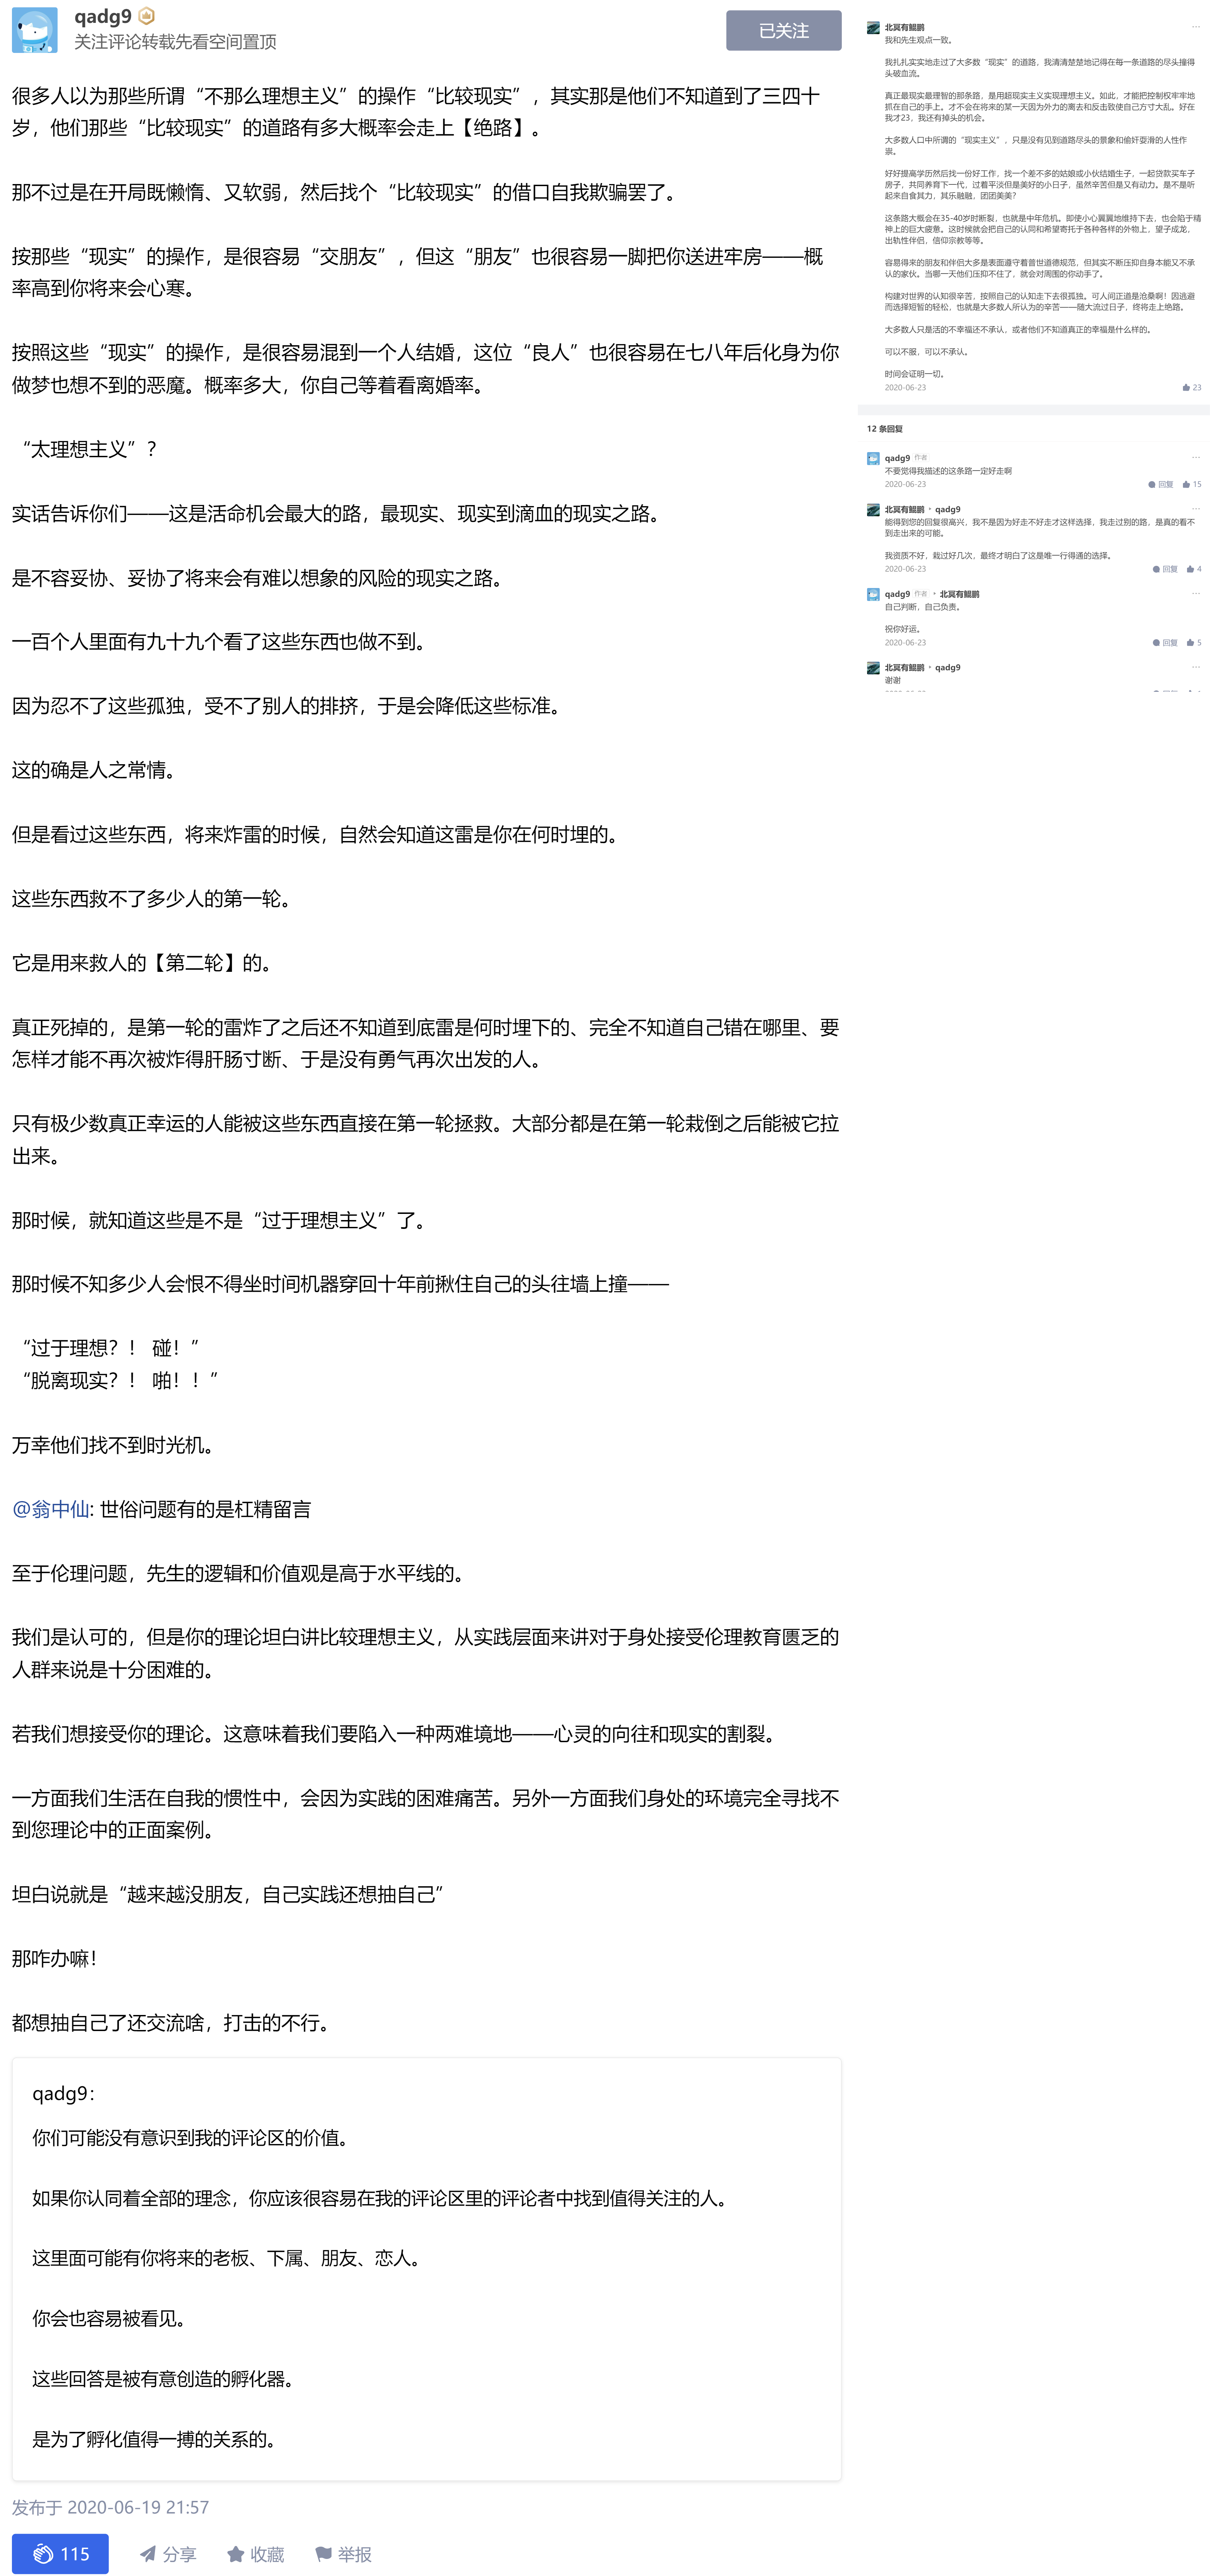 qadg9
关注评论转载先看空间置顶
已关注
很多人以为那些所谓“不那么理想主义”的操作“比较现实”，其实那是他们不知道到了三四十
岁，他们那些“比较现实”的道路有多大概率会走上【绝路】。
那不过是在开局既懒惰、又软弱，然后找个“比较现实”的借口自我欺骗罢了。
按那些“现实”的操作，是很容易“交朋友”，但这“朋友”也很容易一脚把你送进牢房——概
率高到你将来会心寒。
按照这些“现实”的操作，是很容易混到一个人结婚，这位“良人”也很容易在七八年后化身为你
做梦也想不到的恶魔。概率多大，你自己等着看离婚率。
“太理想主义”？
实话告诉你们——这是活命机会最大的路，最现实、现实到滴血的现实之路。
是不容妥协、妥协了将来会有难以想象的风险的现实之路。
一百个人里面有九十九个看了这些东西也做不到。
因为忍不了这些孤独，受不了别人的排挤，于是会降低这些标准。
这的确是人之常情。
但是看过这些东西，将来炸雷的时候，自然会知道这雷是你在何时埋的。
这些东西救不了多少人的第一轮。
它是用来救人的【第二轮】的。
真正死掉的，是第一轮的雷炸了之后还不知道到底雷是何时埋下的、完全不知道自己错在哪里、要
怎样才能不再次被炸得肝肠寸断、于是没有勇气再次出发的人。
只有极少数真正幸运的人能被这些东西直接在第一轮拯救。大部分都是在第一轮栽倒之后能被它拉
出来。
那时候，就知道这些是不是“过于理想主义”了。
那时候不知多少人会恨不得坐时间机器穿回十年前揪住自己的头往墙上撞——
“过于理想？！ 碰！”
“脱离现实？！ 啪！！”
万幸他们找不到时光机。
@翁中仙: 世俗问题有的是杠精留言
至于伦理问题，先生的逻辑和价值观是高于水平线的。
我们是认可的，但是你的理论坦白讲比较理想主义，从实践层面来讲对于身处接受伦理教育匮乏的
人群来说是十分困难的。
若我们想接受你的理论。这意味着我们要陷入一种两难境地——心灵的向往和现实的割裂。
一方面我们生活在自我的惯性中，会因为实践的困难痛苦。另外一方面我们身处的环境完全寻找不
到您理论中的正面案例。
坦白说就是“越来越没朋友，自己实践还想抽自己”
那咋办嘛！
都想抽自己了还交流啥，打击的不行。
qadg9：
你们可能没有意识到我的评论区的价值。
如果你认同着全部的理念，你应该很容易在我的评论区里的评论者中找到值得关注的人。
这里面可能有你将来的老板、下属、朋友、恋人。
你会也容易被看见。
这些回答是被有意创造的孵化器。
是为了孵化值得一搏的关系的。
发布于 2020-06-19 21:57
115
分享
收藏
举报
北冥有鲲鹏
我和先生观点一致。
我扎扎实实地走过了大多数“现实”的道路，我清清楚楚地记得在每一条道路的尽头撞得
头破血流。
真正最现实最理智的那条路，是用超现实主义实现理想主义。如此，才能把控制权牢牢地
抓在自己的手上。才不会在将来的某一天因为外力的离去和反击致使自己方寸大乱。好在
我才23，我还有掉头的机会。
大多数人口中所谓的“现实主义”，只是没有见到道路尽头的景象和偷奸耍滑的人性作
祟。
好好提高学历然后找一份好工作，找一个差不多的姑娘或小伙结婚生子，一起贷款买车子
房子，共同养育下一代，过着平淡但是美好的小日子，虽然辛苦但是又有动力。是不是听
起来自食其力，其乐融融，团团美美？
这条路大概会在35-40岁时断裂，也就是中年危机。即使小心翼翼地维持下去，也会陷于精
神上的巨大疲惫。这时候就会把自己的认同和希望寄托于各种各样的外物上，望子成龙，
出轨性伴侣，信仰宗教等等。
容易得来的朋友和伴侣大多是表面遵守着普世道德规范，但其实不断压抑自身本能又不承
认的家伙。当哪一天他们压抑不住了，就会对周围的你动手了。
构建对世界的认知很辛苦，按照自己的认知走下去很孤独。可人间正道是沧桑啊！因逃避
而选择短暂的轻松，也就是大多数人所认为的辛苦——随大流过日子，终将走上绝路。
大多数人只是活的不幸福还不承认，或者他们不知道真正的幸福是什么样的。
可以不服，可以不承认。
时间会证明一切。
2020-06-23
23
12 条回复
qadg9 作者
不要觉得我描述的这条路一定好走啊
2020-06-23
回复
15
北冥有鲲鹏 · qadg9
能得到您的回复很高兴，我不是因为好走不好走才这样选择，我走过别的路，是真的看不
到走出来的可能。
我资质不好，栽过好几次，最终才明白了这是唯一行得通的选择。
2020-06-23
回复
4
qadg9 作者 · 北冥有鲲鹏
自己判断，自己负责。
祝你好运。
2020-06-23
回复
5
北冥有鲲鹏 · qadg9
谢谢